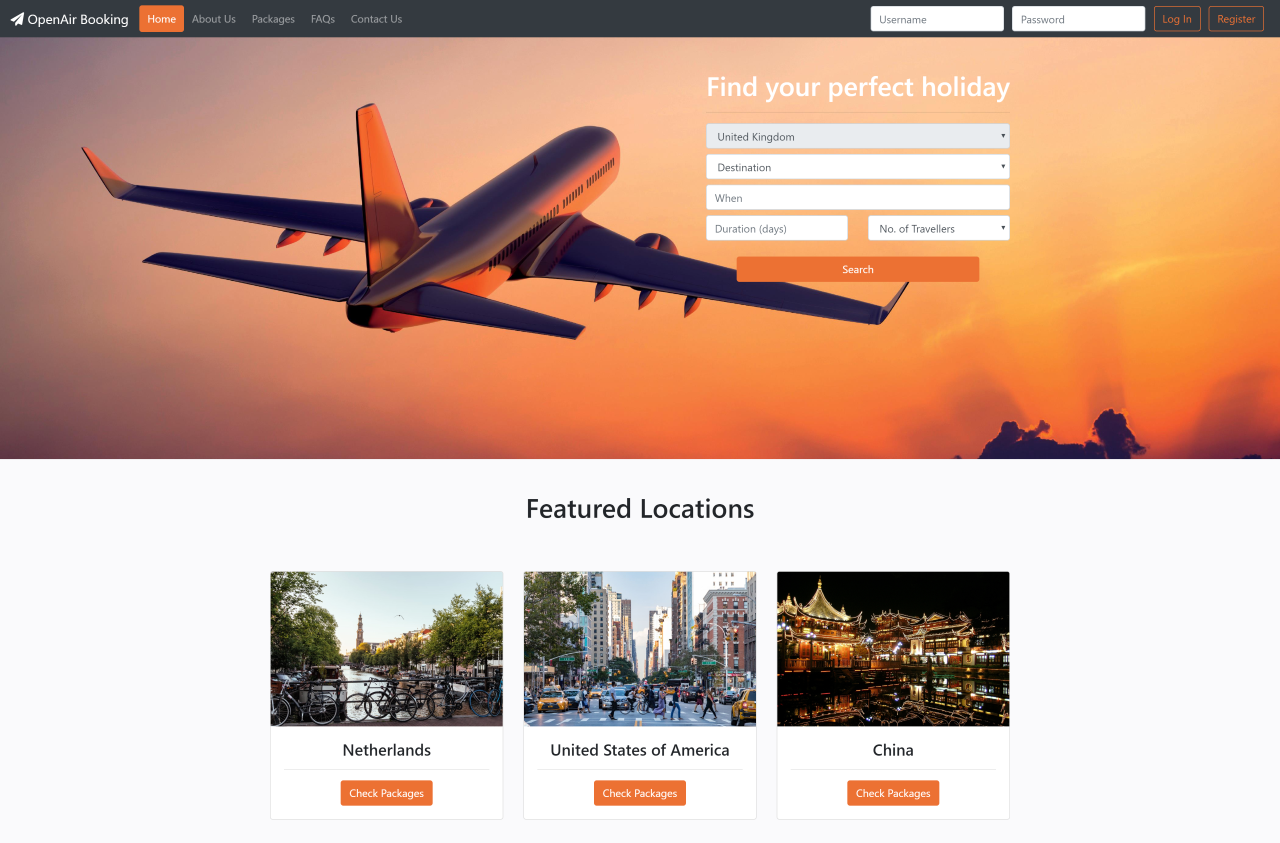 OpenAir Booking Home About Us Packages FAQs Contact Us Username Password Log In Register
Find your perfect holiday
United Kingdom
Destination
When
Duration (days) No. of Travellers
Search
Featured Locations
Netherlands United States of America China
Check Packages Check Packages Check Packages